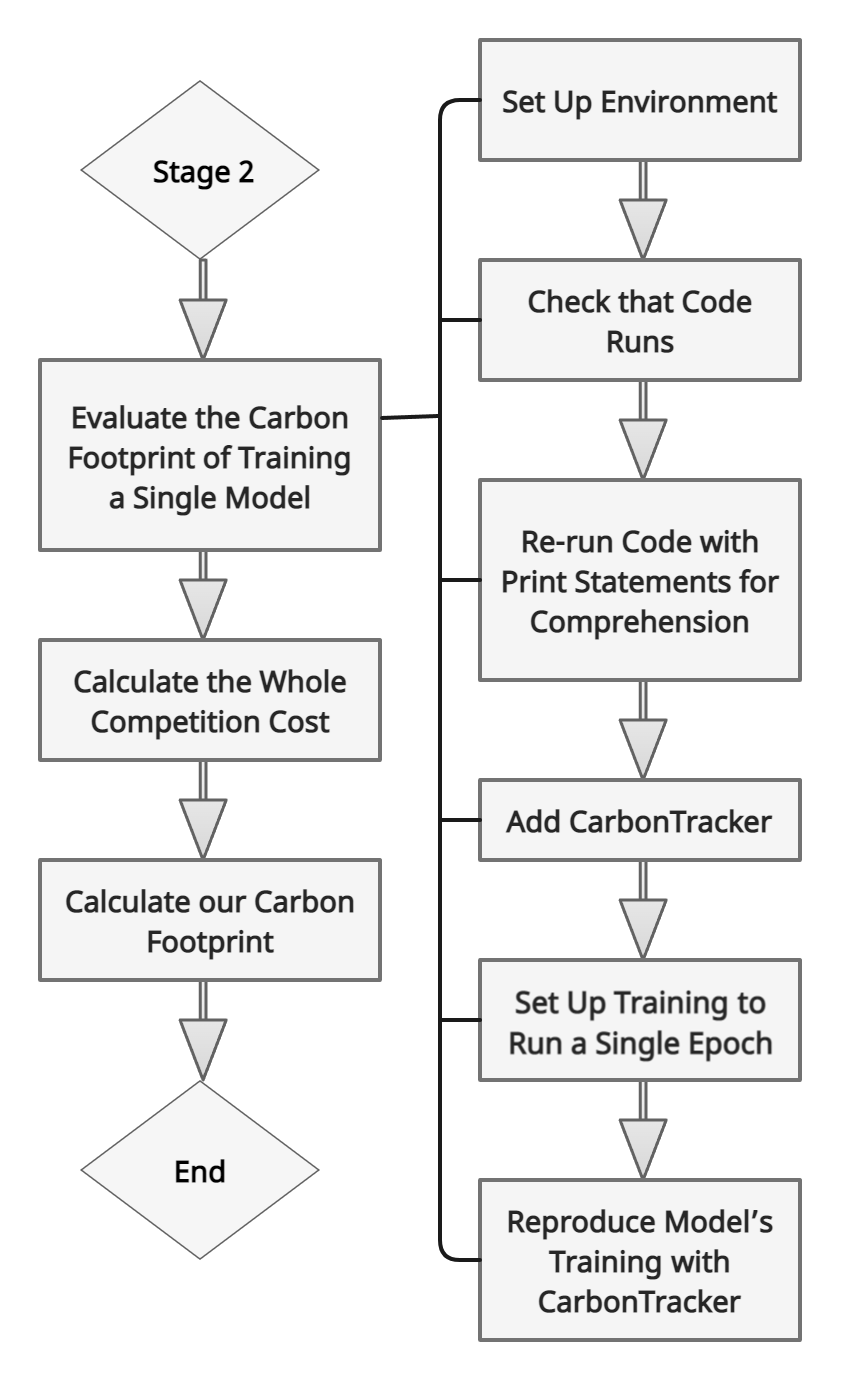 Stage 2
Evaluate the Carbon
Footprint of Training
a Single Model
Calculate the Whole
Competition Cost
Calculate our Carbon
Footprint
End
Set Up Environment
Check that Code
Runs
Re-run Code with
Print Statements for
Comprehension
Add CarbonTracker
Set Up Training to
Run a Single Epoch
Reproduce Model’s
Training with
CarbonTracker